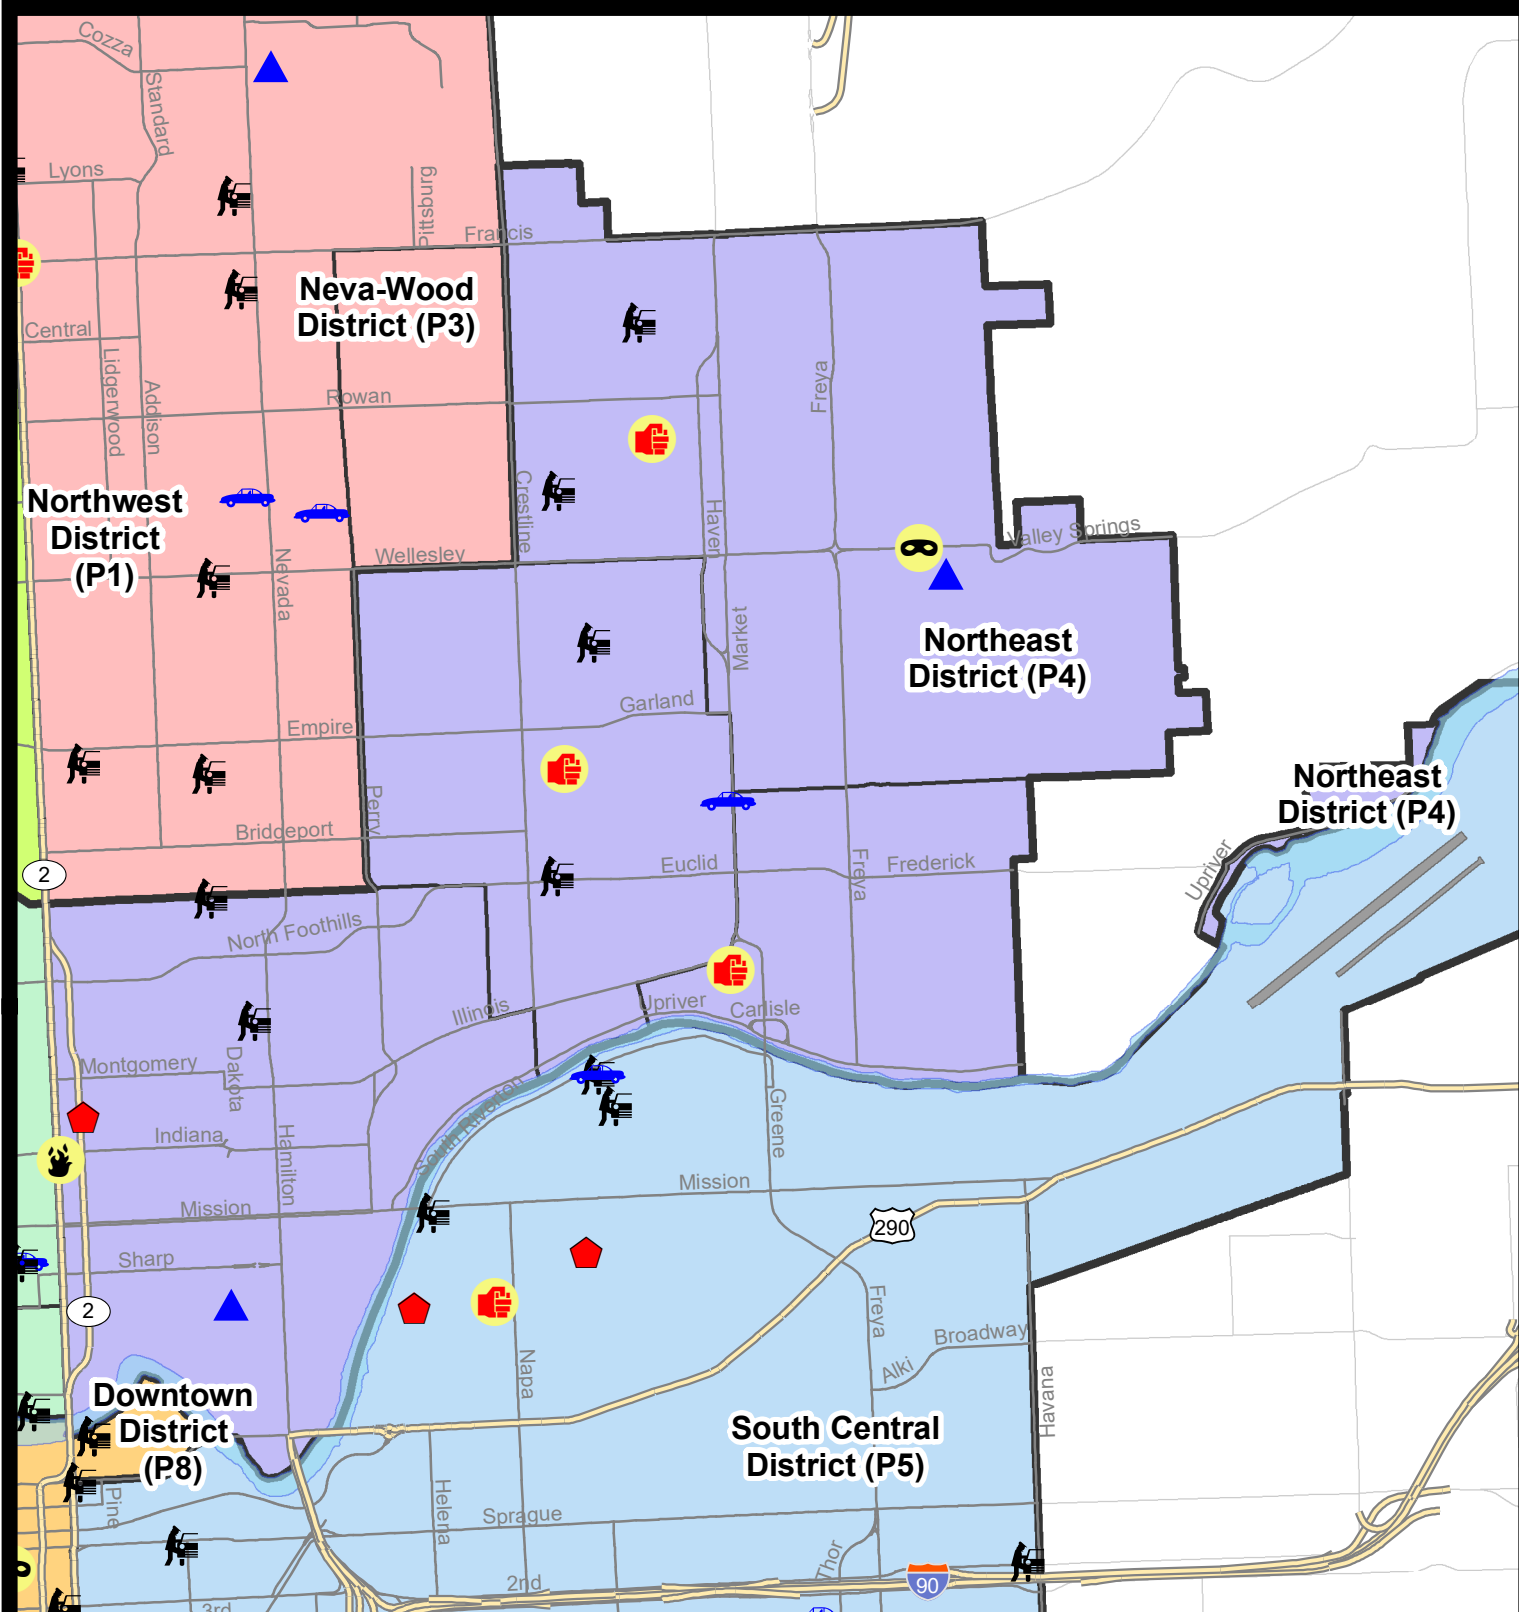 Cozza
Standard
Lyons
Pittsburg
Francis
Neva-Wood
District (P3)
Central
Lidgerwood
Addison
Rowan
Freya
Northwest
District
(P1)
Crestline
Haven
Valley Springs
Wellesley
Nevada
Market
Northeast
District (P4)
Garland
Empire
Northeast
District (P4)
Perry
Bridgeport
Upriver
2
Euclid
Freya
Frederick
North Foothills
Illinois
Upriver
Carlisle
Montgomery
Dakota
South Riverton
Greene
Indiana
Hamilton
Mission
Mission
290
Sharp
2
Freya
Broadway
Alki
Napa
Havana
Downtown
District
(P8)
South Central
District (P5)
Pine
Helena
Sprague
Thor
2nd
90
3rd